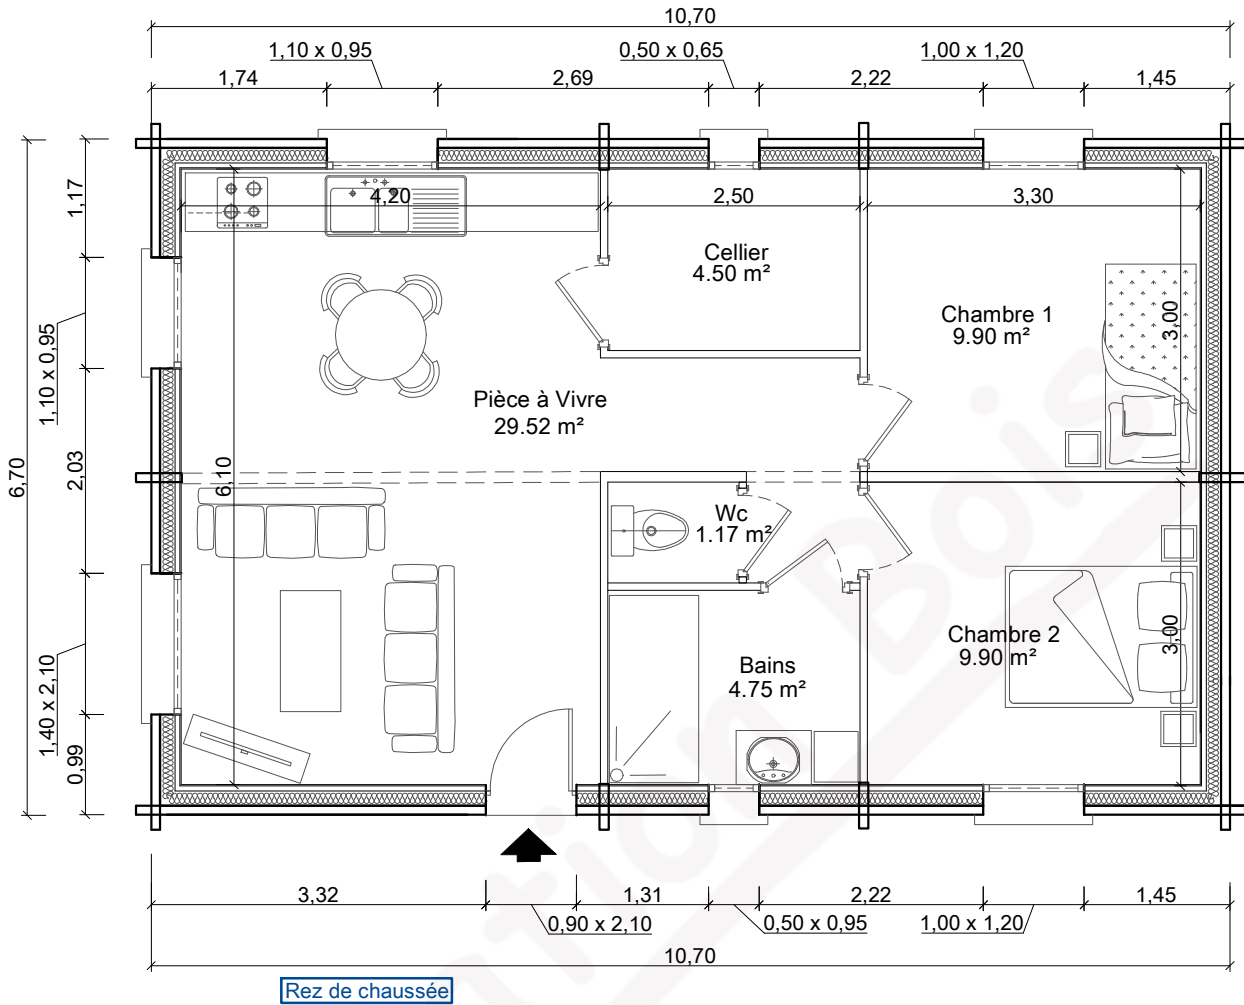 10,70
1,10 x 0,95
0,50 x 0,65
1,00 x 1,20
1,74
2,69
2,22
1,45
4,20
2,50
3,30
1,17
Cellier
4.50 m²
Chambre 1
9.90 m²
3,00
1,10 x 0,95
Pièce à Vivre
29.52 m²
6,70
2,03
6,10
Wc
1.17 m²
Chambre 2
9.90 m²
3,00
Bains
4.75 m²
1,40 x 2,10
0,99
3,32
1,31
2,22
1,45
0,90 x 2,10
0,50 x 0,95
1,00 x 1,20
10,70
Rez de chaussée
tion Bois